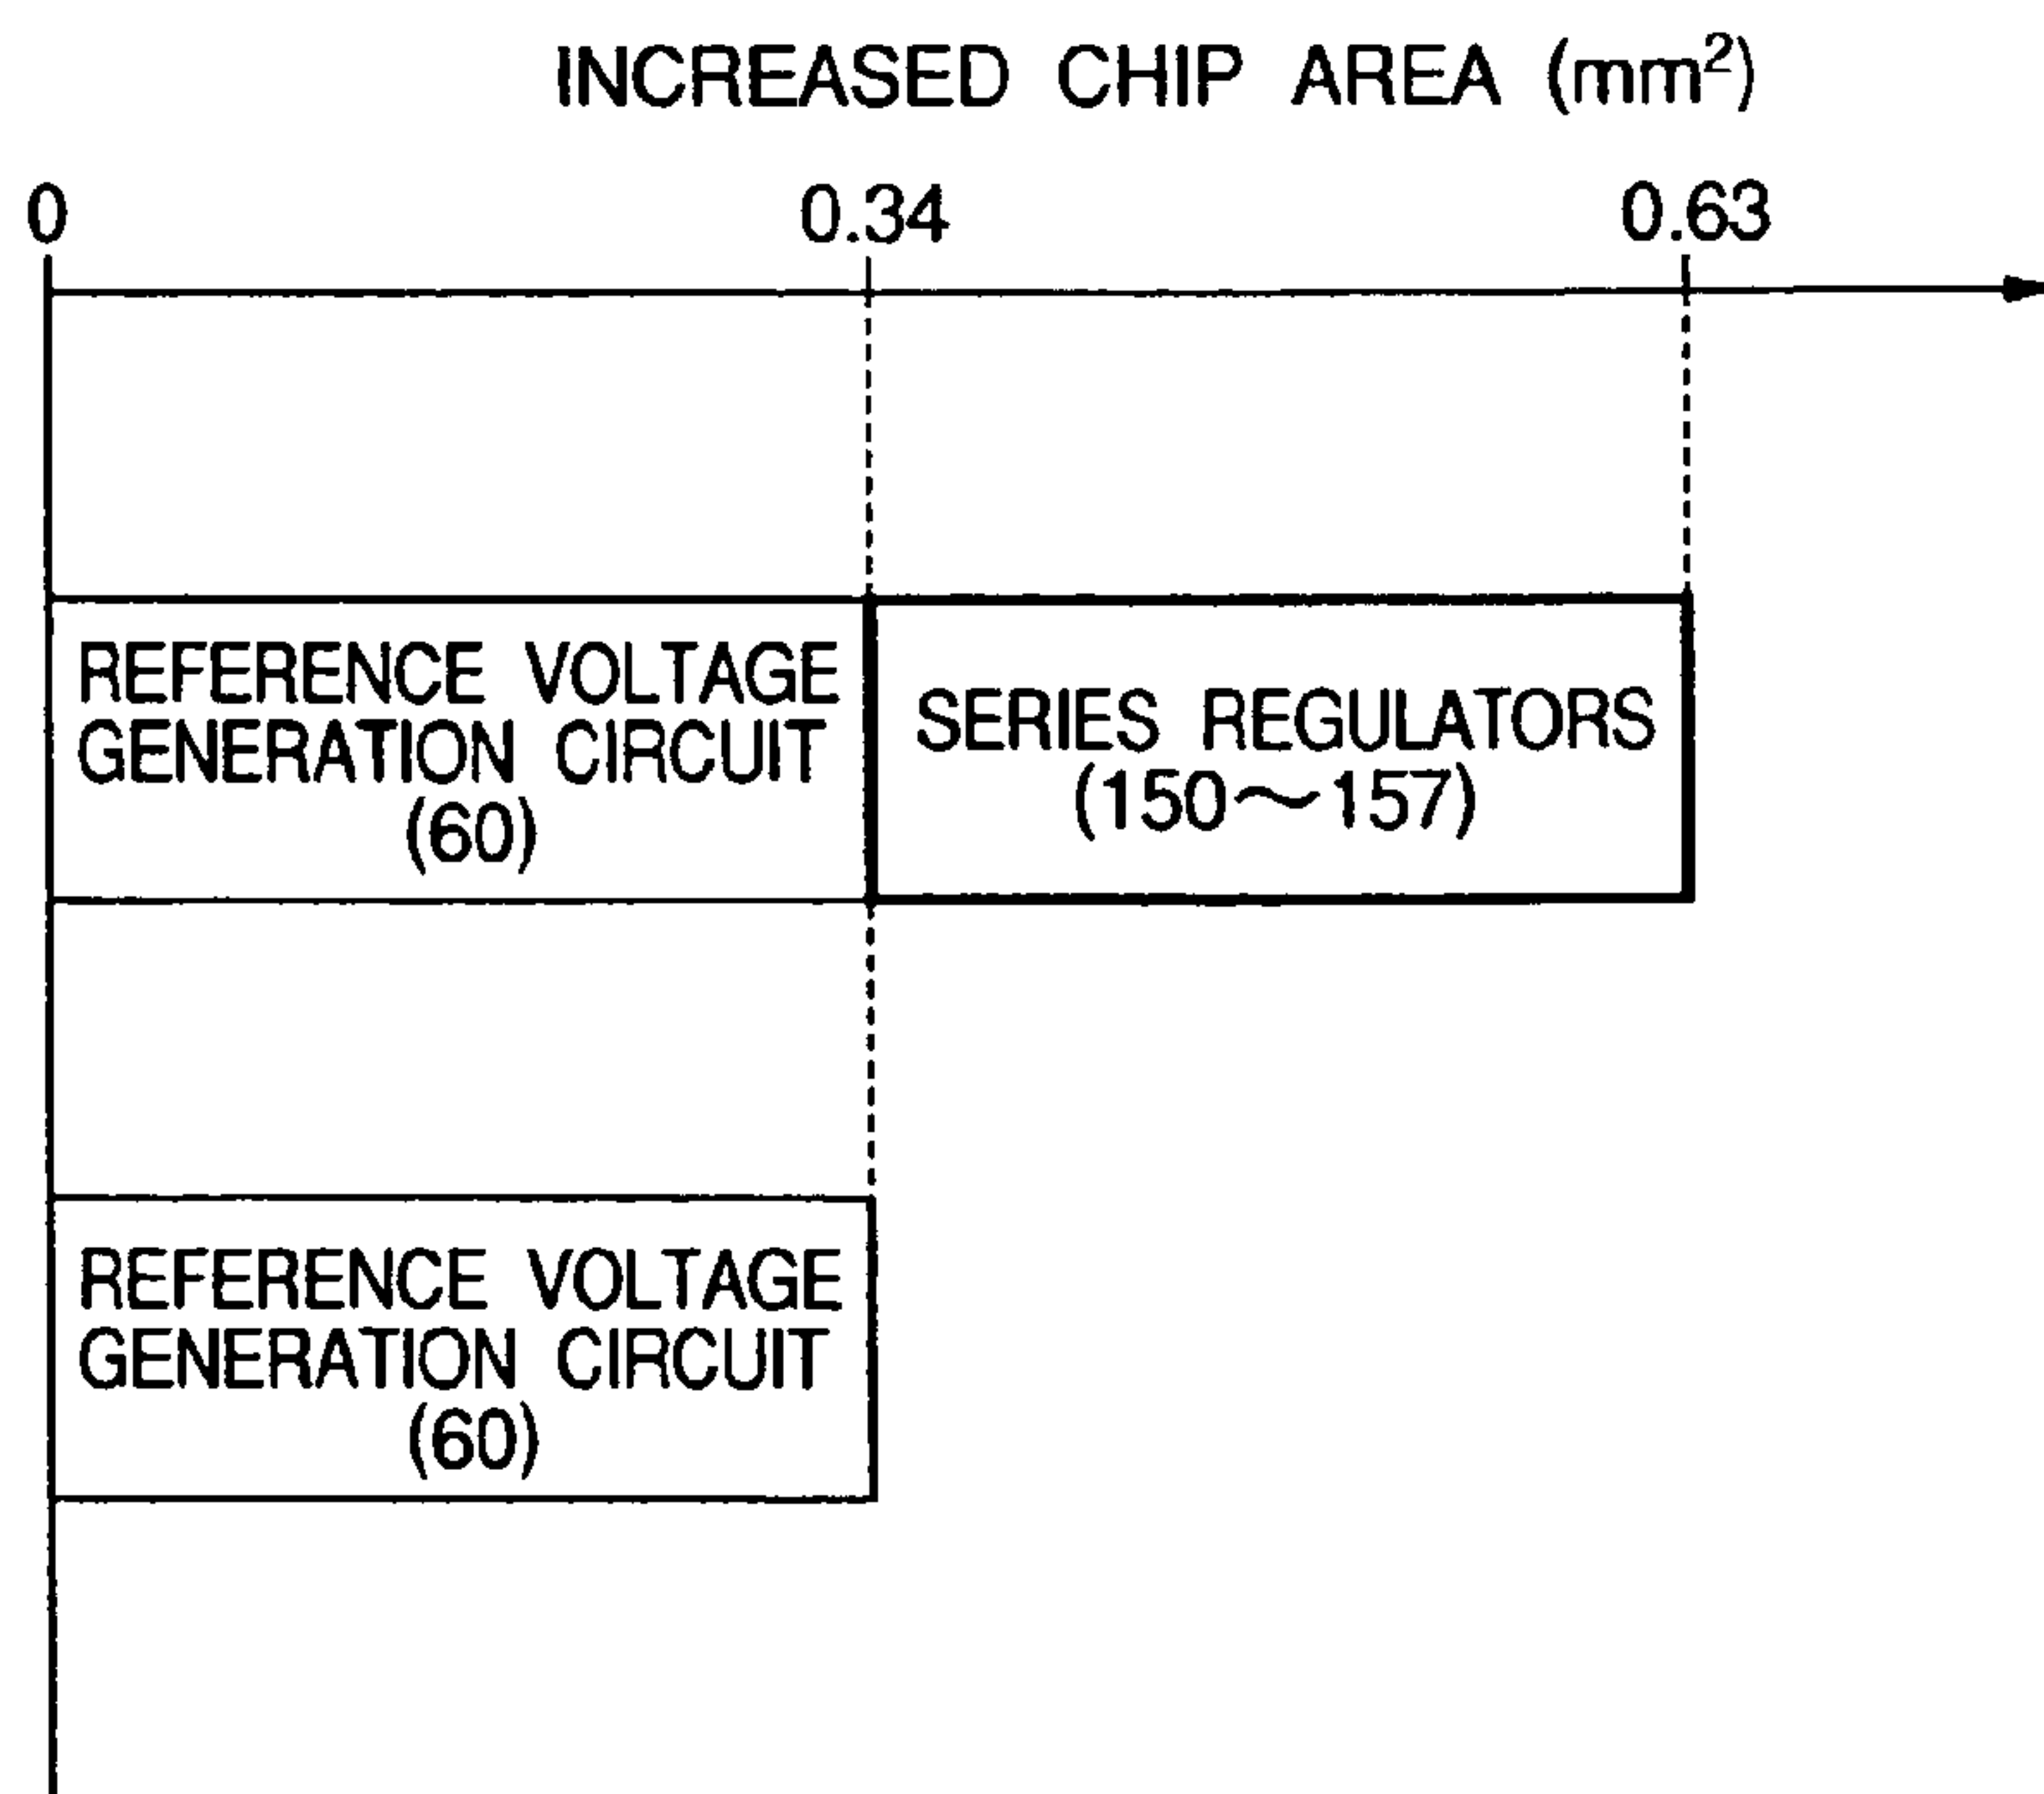 INCREASED CHIP AREA (mm²)
0 0.34 0.63
REFERENCE VOLTAGE
GENERATION CIRCUIT
(60)
SERIES REGULATORS
(150～157)
REFERENCE VOLTAGE
GENERATION CIRCUIT
(60)